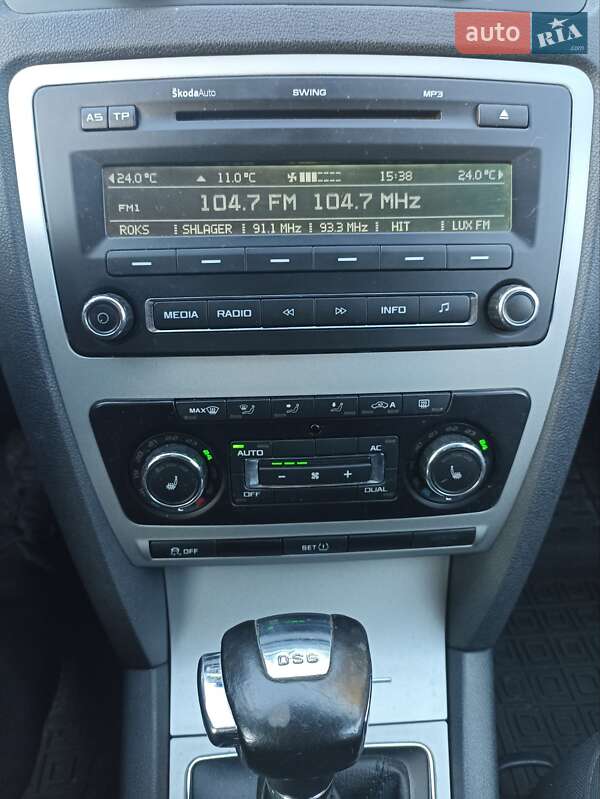 auto RIA .com
ŠkodaAuto SWING MP3
AS TP
24.0°C 11.0°C 15:38 24.0°C
FM1 104.7 FM 104.7 MHz
ROKS SHLAGER 91.1 MHz 93.3 MHz HIT LUX FM
MEDIA RADIO INFO
MAX A
AUTO AC
- +
OFF DUAL
OFF SET
DSG